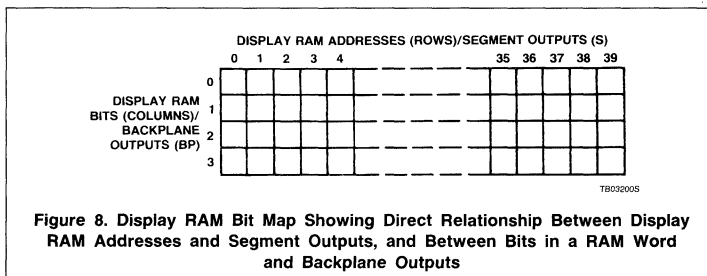 DISPLAY RAM ADDRESSES (ROWS)/SEGMENT OUTPUTS (S)
0 1 2 3 4 35 36 37 38 39
0
DISPLAY RAM
1
BITS (COLUMNS)/
BACKPLANE
2
OUTPUTS (BP)
3
TB03200S
Figure 8. Display RAM Bit Map Showing Direct Relationship Between Display
RAM Addresses and Segment Outputs, and Between Bits in a RAM Word
and Backplane Outputs